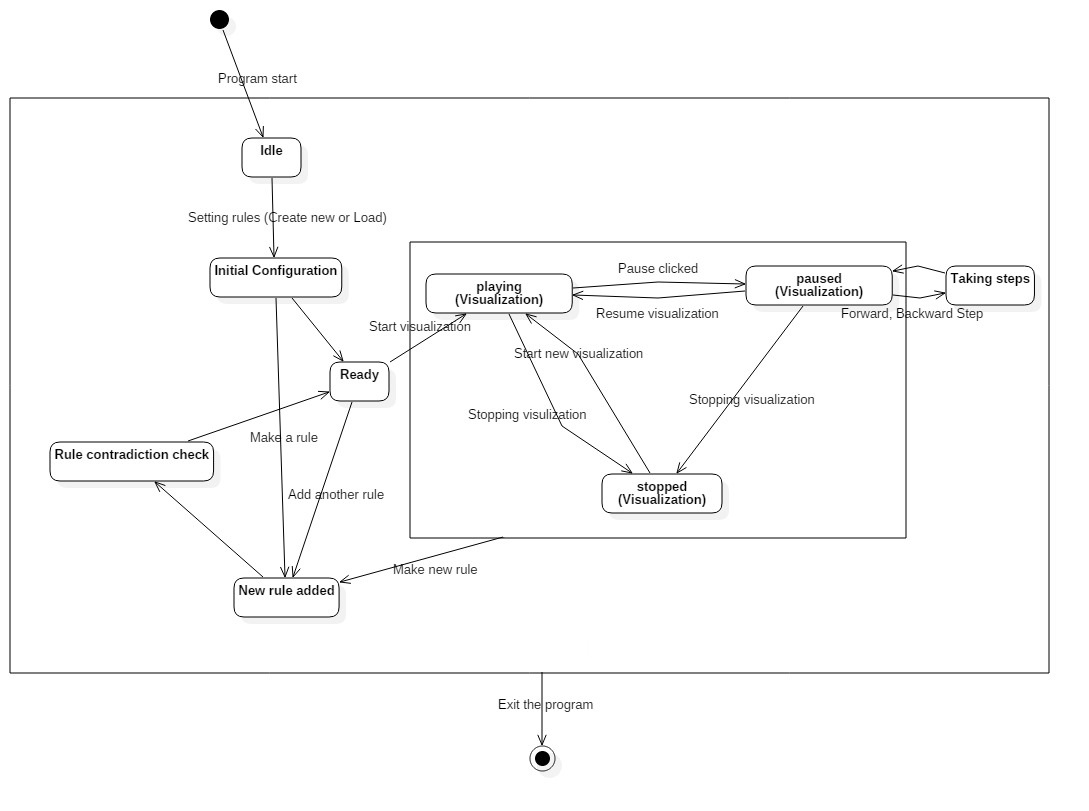 Program start
Idle
Setting rules (Create new or Load)
Initial Configuration
playing
(Visualization)
Pause clicked
paused
(Visualization)
Taking steps
Resume visualization
Forward, Backward Step
Start visualization
Start new visualization
Ready
Stopping visualization
Stopping visulization
Make a rule
Rule contradiction check
Add another rule
stopped
(Visualization)
Make new rule
New rule added
Exit the program